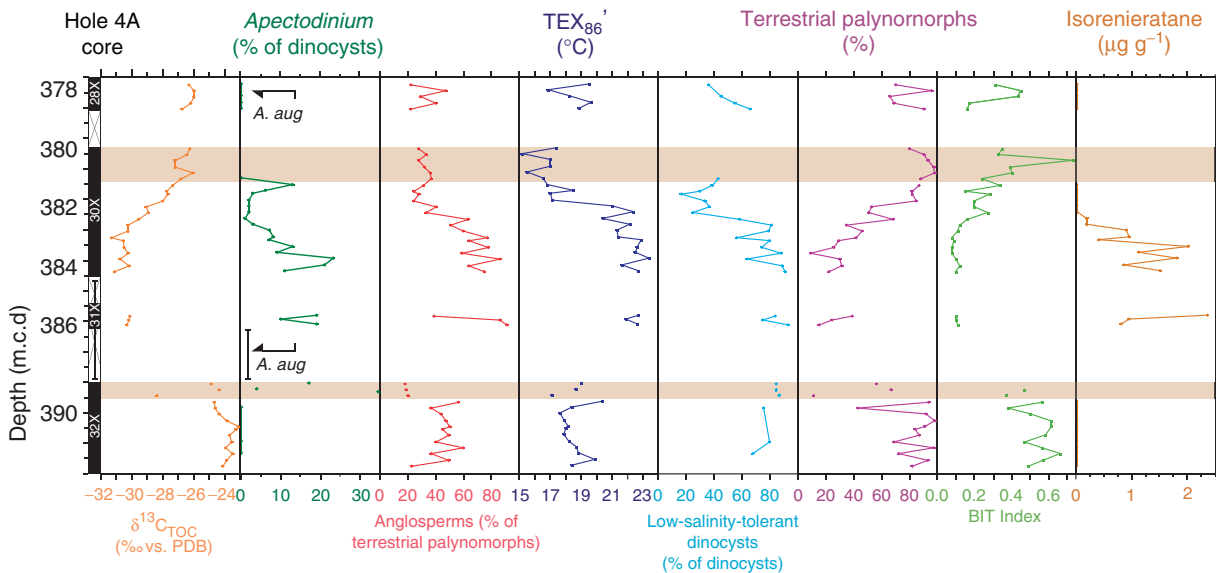 Hole 4A
core
Apectodinium
(% of dinocysts)
TEX86’
(°C)
Terrestrial palynornorphs
(%)
Isorenieratane
(µg g–1)
Depth (m.c.d)
378
380
382
384
386
390
28X
30X
31X
32X
A. aug
A. aug
–32 –30 –28 –26 –24
0 10 20 30
0 20 40 60 80
15 17 19 21 23
0 20 40 60 80
0 20 40 60 80
0.0 0.2 0.4 0.6
0 1 2
δ13CTOC
(‰ vs. PDB)
Anglosperms (% of
terrestrial palynomorphs)
Low-salinity-tolerant
dinocysts
(% of dinocysts)
BIT Index